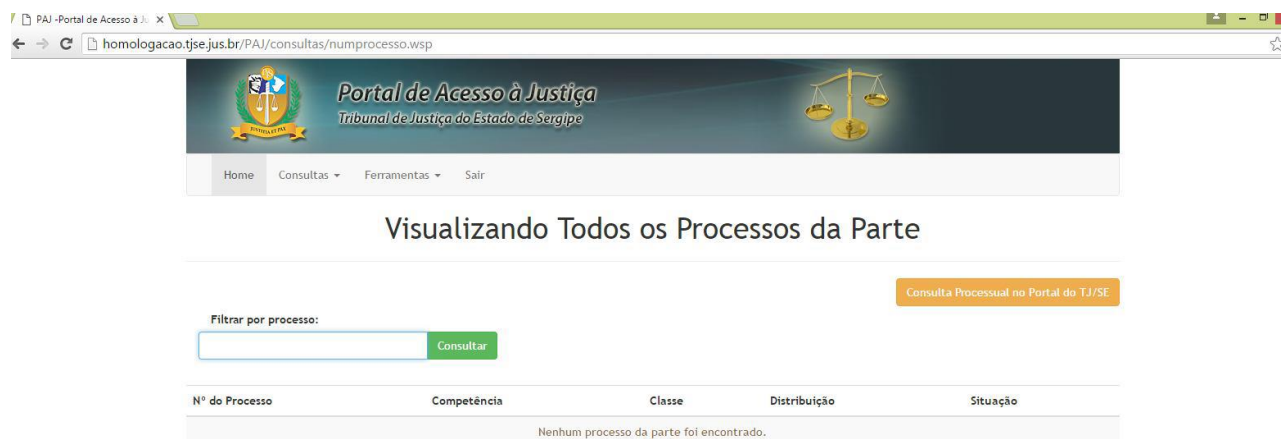 PAJ -Portal de Acesso à Ju
homologacao.tjse.jus.br/PAJ/consultas/numprocesso.wsp
Portal de Acesso à Justiça
Tribunal de Justiça do Estado de Sergipe
Home Consultas Ferramentas Sair
Visualizando Todos os Processos da Parte
Consulta Processual no Portal do TJ/SE
Filtrar por processo:
Consultar
Nº do Processo Competência Classe Distribuição Situação
Nenhum processo da parte foi encontrado.